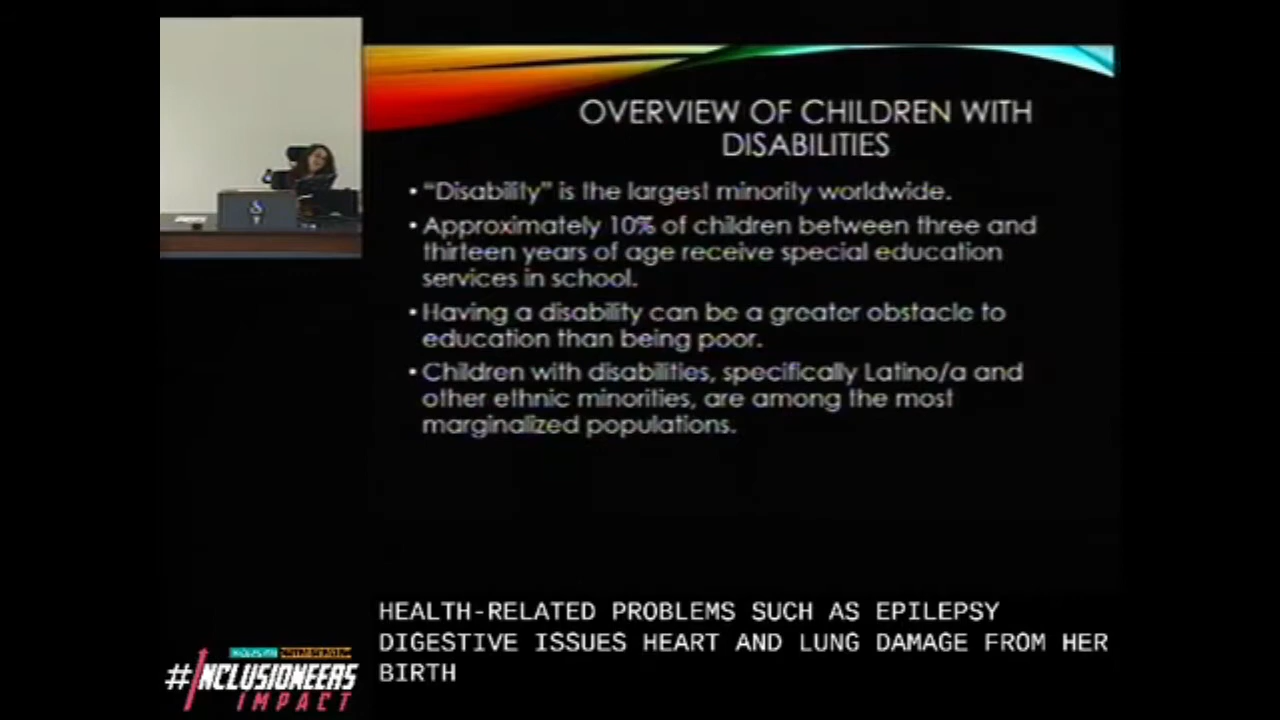 OVERVIEW OF CHILDREN WITH
DISABILITIES
• “Disability” is the largest minority worldwide.
• Approximately 10% of children between three and
thirteen years of age receive special education
services in school.
• Having a disability can be a greater obstacle to
education than being poor.
• Children with disabilities, specifically Latino/a and
other ethnic minorities, are among the most
marginalized populations.
HEALTH-RELATED PROBLEMS SUCH AS EPILEPSY
DIGESTIVE ISSUES HEART AND LUNG DAMAGE FROM HER
BIRTH
#INCLUSIONEERS
IMPACT